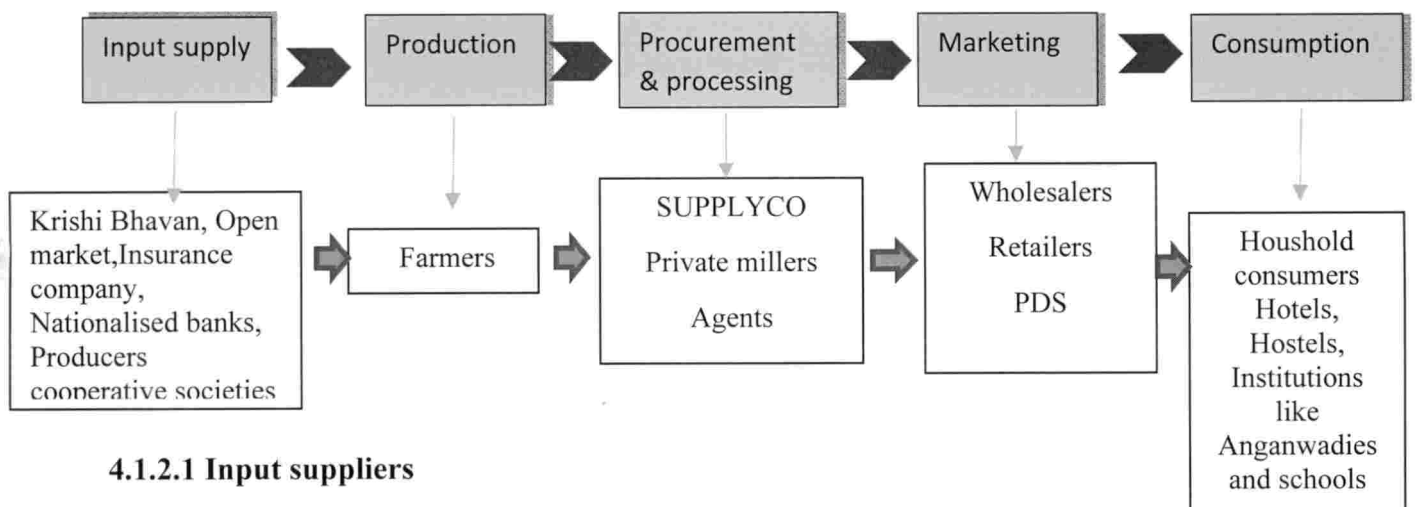 Input supply
Production
Procurement
& processing
Marketing
Consumption
Krishi Bhavan, Open
market,Insurance
company,
Nationalised banks,
Producers
cooperative societies
Farmers
SUPPLYCO
Private millers
Agents
Wholesalers
Retailers
PDS
Houshold
consumers
Hotels,
Hostels,
Institutions
like
Anganwadies
and schools
4.1.2.1 Input suppliers